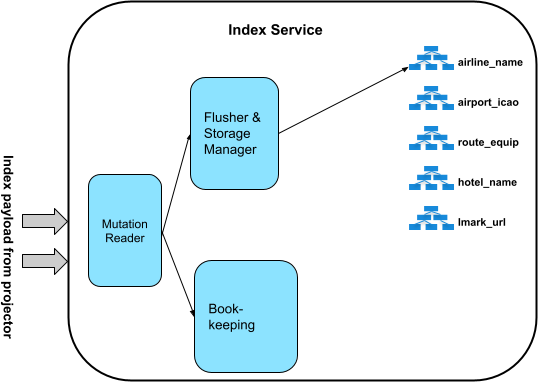 Index Service
airline_name
airport_icao
route_equip
hotel_name
lmark_url
Flusher &
Storage
Manager
Mutation
Reader
Book-
keeping
Index payload from projector